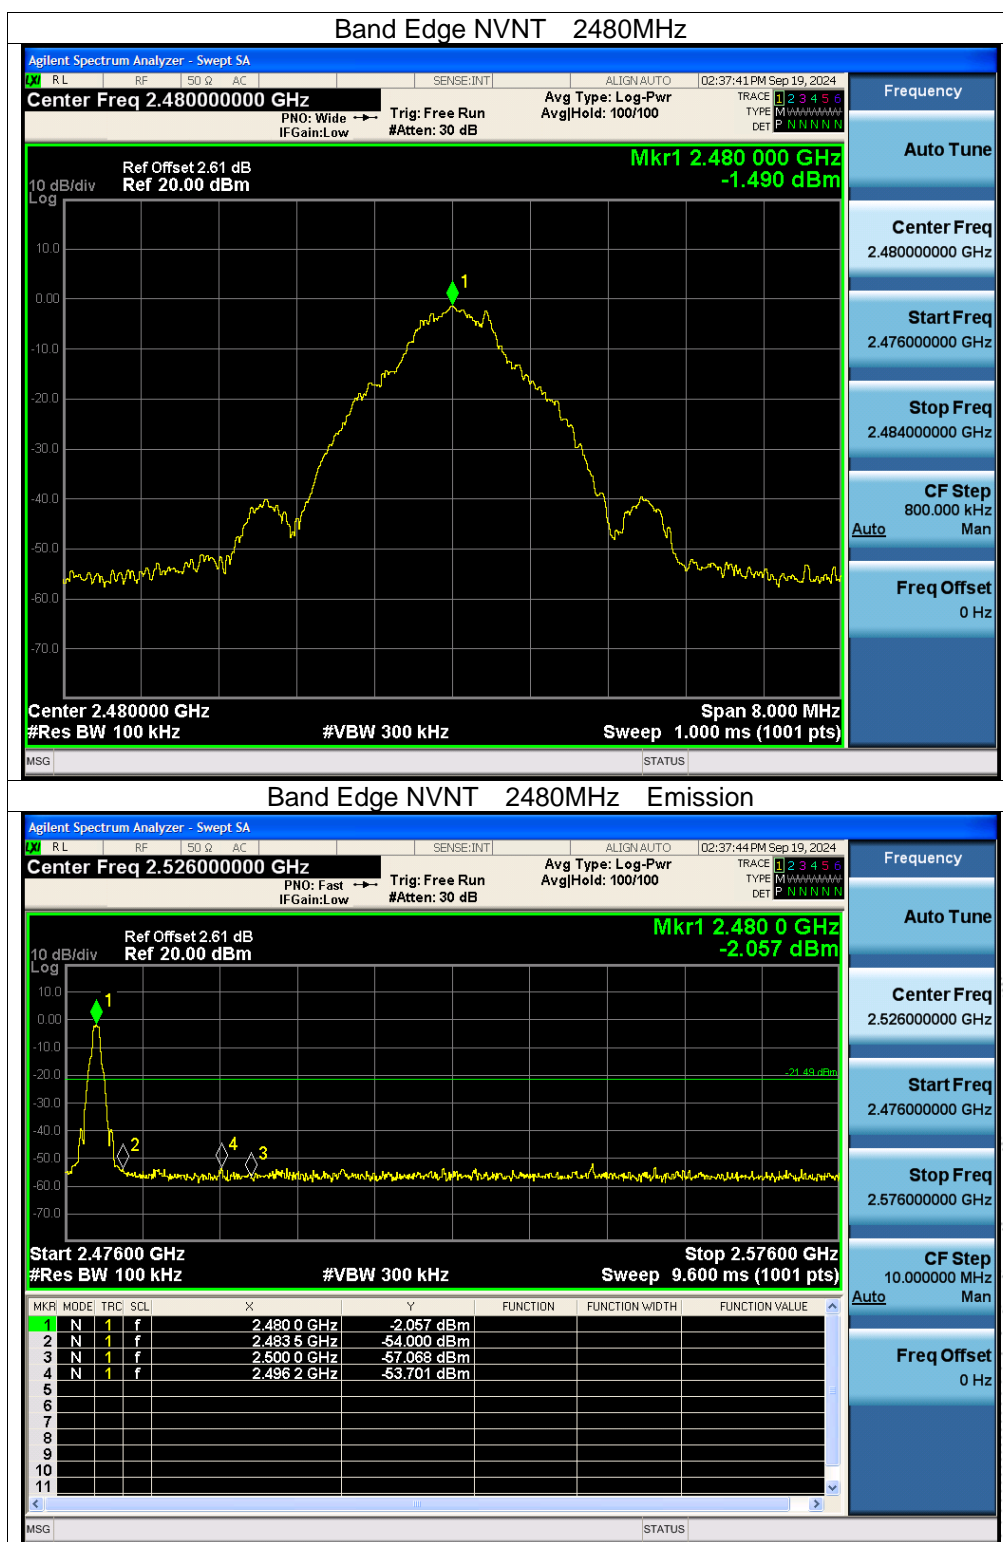 Band Edge NVNT 2480MHz
Agilent Spectrum Analyzer - Swept SA
LXI RL RF 50 Ω AC SENSE:INT ALIGNAUTO 02:37:41 PM Sep 19, 2024
Center Freq 2.480000000 GHz
PNO: Wide
IFGain:Low
Trig: Free Run
#Atten: 30 dB
Avg Type: Log-Pwr
Avg|Hold: 100/100
TRACE 1 2 3 4 5 6
TYPE M W W W W W
DET P N N N N N
Ref Offset 2.61 dB
Ref 20.00 dBm
10 dB/div
Log
Mkr1 2.480 000 GHz
-1.490 dBm
1
10.0
0.00
-10.0
-20.0
-30.0
-40.0
-50.0
-60.0
-70.0
Center 2.480000 GHz
Span 8.000 MHz
#Res BW 100 kHz
#VBW 300 kHz
Sweep 1.000 ms (1001 pts)
MSG
STATUS
Frequency
Auto Tune
Center Freq
2.480000000 GHz
Start Freq
2.476000000 GHz
Stop Freq
2.484000000 GHz
CF Step
800.000 kHz
Auto Man
Freq Offset
0 Hz
Band Edge NVNT 2480MHz Emission
Agilent Spectrum Analyzer - Swept SA
LXI RL RF 50 Ω AC SENSE:INT ALIGNAUTO 02:37:44 PM Sep 19, 2024
Center Freq 2.526000000 GHz
PNO: Fast
IFGain:Low
Trig: Free Run
#Atten: 30 dB
Avg Type: Log-Pwr
Avg|Hold: 100/100
TRACE 1 2 3 4 5 6
TYPE M W W W W W
DET P N N N N N
Ref Offset 2.61 dB
Ref 20.00 dBm
10 dB/div
Log
Mkr1 2.480 0 GHz
-2.057 dBm
10.0
0.00
-10.0
-20.0
-30.0
-40.0
-50.0
-60.0
-70.0
1
2
4
3
-21.49 dBm
Start 2.47600 GHz
Stop 2.57600 GHz
#Res BW 100 kHz
#VBW 300 kHz
Sweep 9.600 ms (1001 pts)
MKR MODE TRC SCL X Y FUNCTION FUNCTION WIDTH FUNCTION VALUE
1 N 1 f 2.480 0 GHz -2.057 dBm
2 N 1 f 2.483 5 GHz -54.000 dBm
3 N 1 f 2.500 0 GHz -57.068 dBm
4 N 1 f 2.496 2 GHz -53.701 dBm
5
6
7
8
9
10
11
MSG
STATUS
Frequency
Auto Tune
Center Freq
2.526000000 GHz
Start Freq
2.476000000 GHz
Stop Freq
2.576000000 GHz
CF Step
10.000000 MHz
Auto Man
Freq Offset
0 Hz